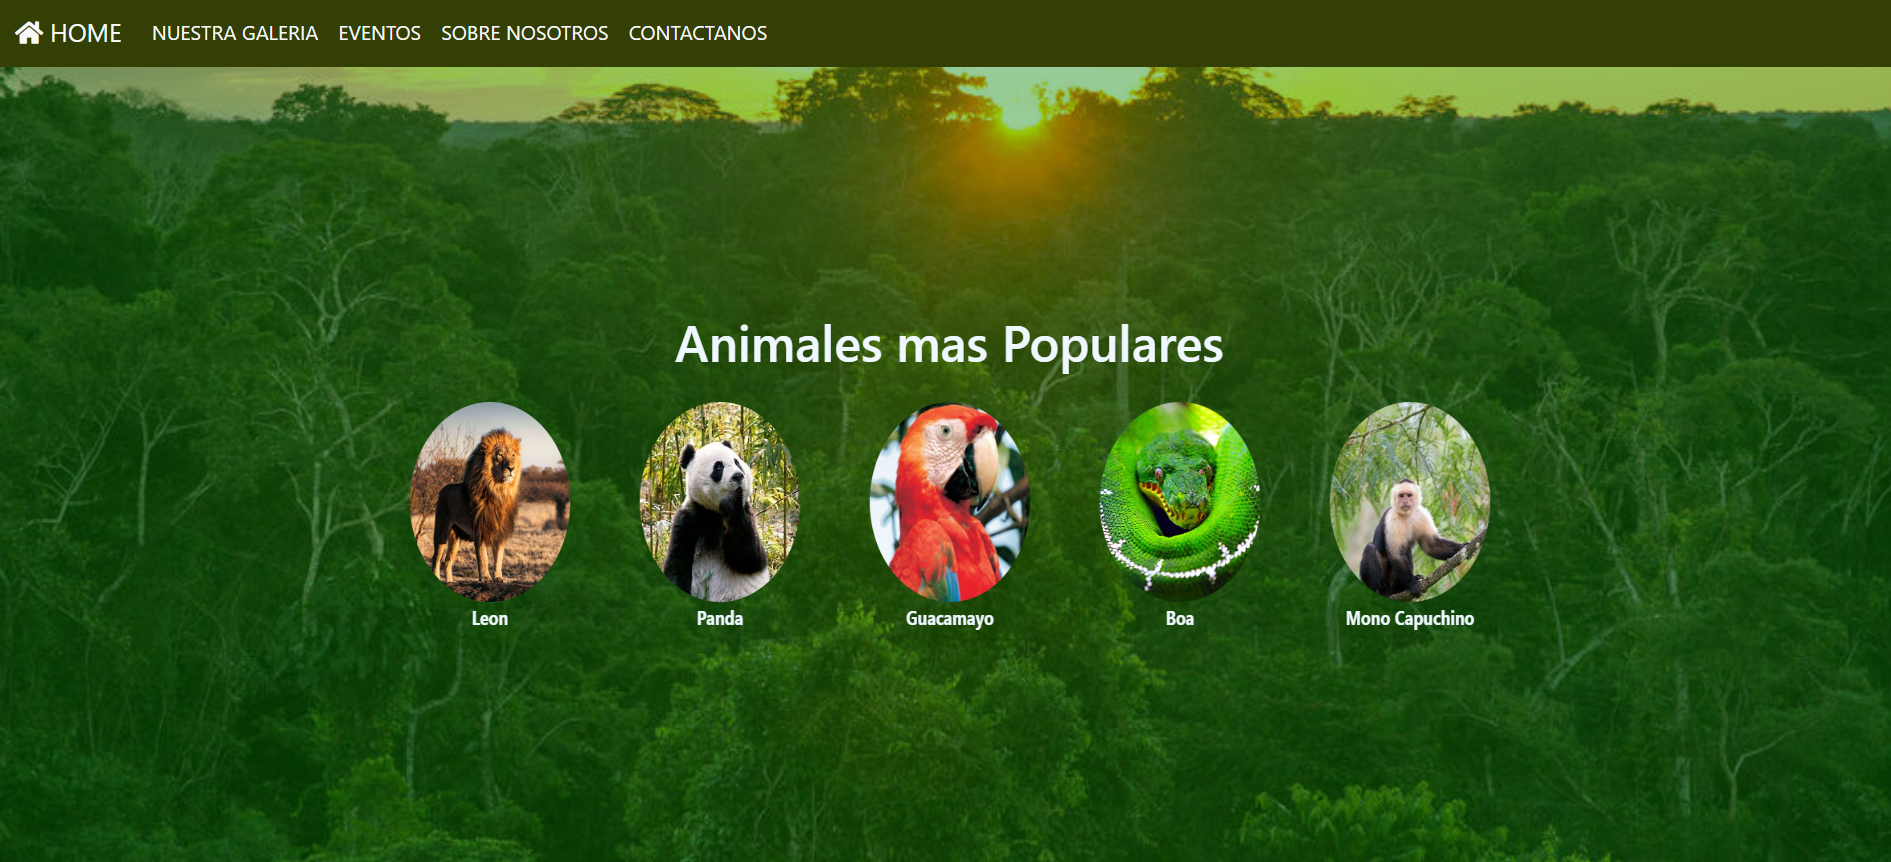 HOME NUESTRA GALERIA EVENTOS SOBRE NOSOTROS CONTACTANOS
Animales mas Populares
Leon Panda Guacamayo Boa Mono Capuchino